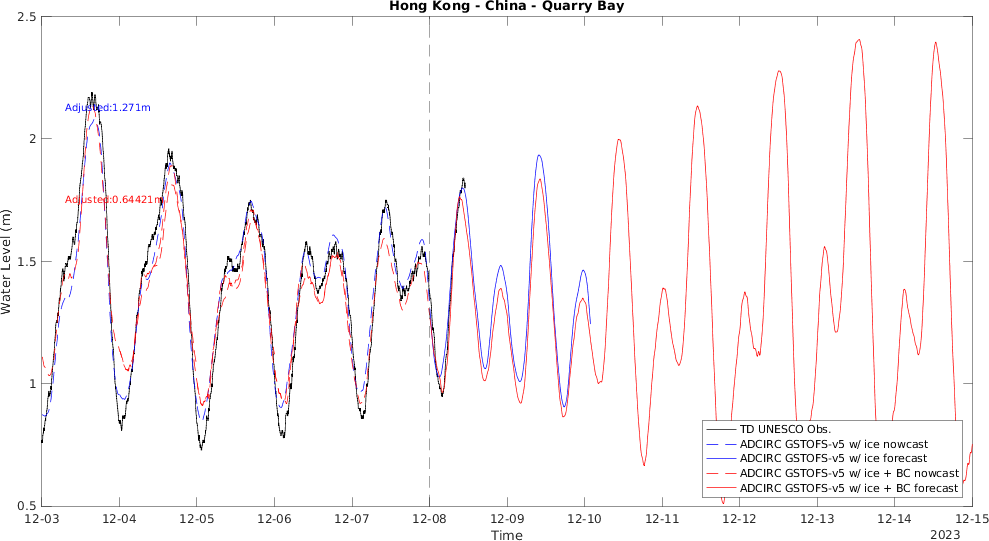 Hong Kong - China - Quarry Bay
2.5
2
1.5
1
0.5
Water Level (m)
Adjusted:1.271m
Adjusted:0.64421m
TD UNESCO Obs.
ADCIRC GSTOFS-v5 w/ ice nowcast
ADCIRC GSTOFS-v5 w/ ice forecast
ADCIRC GSTOFS-v5 w/ ice + BC nowcast
ADCIRC GSTOFS-v5 w/ ice + BC forecast
12-03 12-04 12-05 12-06 12-07 12-08 12-09 12-10 12-11 12-12 12-13 12-14 12-15
Time
2023